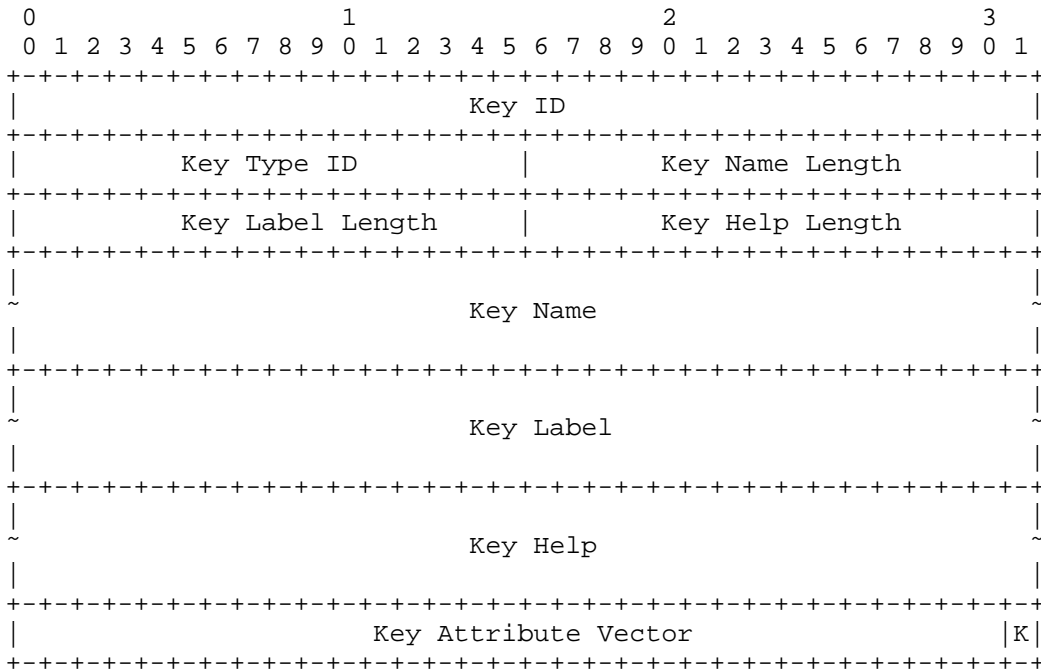 0                   1                   2                   3
0 1 2 3 4 5 6 7 8 9 0 1 2 3 4 5 6 7 8 9 0 1 2 3 4 5 6 7 8 9 0 1
+-+-+-+-+-+-+-+-+-+-+-+-+-+-+-+-+-+-+-+-+-+-+-+-+-+-+-+-+-+-+-+-+
|                            Key ID                             |
+-+-+-+-+-+-+-+-+-+-+-+-+-+-+-+-+-+-+-+-+-+-+-+-+-+-+-+-+-+-+-+-+
|          Key Type ID          |        Key Name Length        |
+-+-+-+-+-+-+-+-+-+-+-+-+-+-+-+-+-+-+-+-+-+-+-+-+-+-+-+-+-+-+-+-+
|          Key Label Length     |        Key Help Length        |
+-+-+-+-+-+-+-+-+-+-+-+-+-+-+-+-+-+-+-+-+-+-+-+-+-+-+-+-+-+-+-+-+
|                                                               |
~                            Key Name                           ~
|                                                               |
+-+-+-+-+-+-+-+-+-+-+-+-+-+-+-+-+-+-+-+-+-+-+-+-+-+-+-+-+-+-+-+-+
|                                                               |
~                            Key Label                          ~
|                                                               |
+-+-+-+-+-+-+-+-+-+-+-+-+-+-+-+-+-+-+-+-+-+-+-+-+-+-+-+-+-+-+-+-+
|                                                               |
~                            Key Help                           ~
|                                                               |
+-+-+-+-+-+-+-+-+-+-+-+-+-+-+-+-+-+-+-+-+-+-+-+-+-+-+-+-+-+-+-+-+
|                      Key Attribute Vector                   |K|
+-+-+-+-+-+-+-+-+-+-+-+-+-+-+-+-+-+-+-+-+-+-+-+-+-+-+-+-+-+-+-+-+